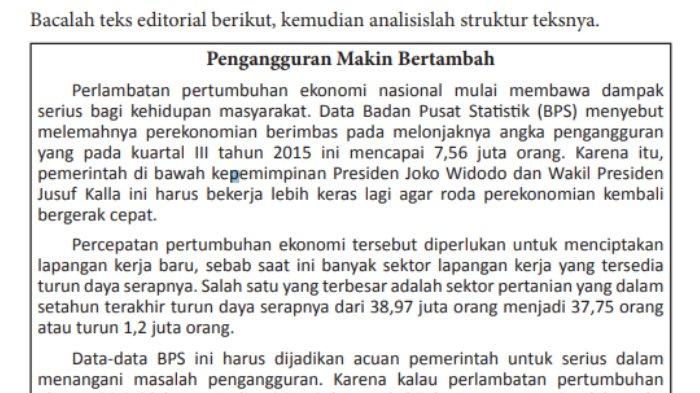 Bacalah teks editorial berikut, kemudian analisislah struktur teksnya.
Pengangguran Makin Bertambah
Perlambatan pertumbuhan ekonomi nasional mulai membawa dampak
serius bagi kehidupan masyarakat. Data Badan Pusat Statistik (BPS) menyebut
melemahnya perekonomian berimbas pada melonjaknya angka pengangguran
yang pada kuartal III tahun 2015 ini mencapai 7,56 juta orang. Karena itu,
pemerintah di bawah kepemimpinan Presiden Joko Widodo dan Wakil Presiden
Jusuf Kalla ini harus bekerja lebih keras lagi agar roda perekonomian kembali
bergerak cepat.
Percepatan pertumbuhan ekonomi tersebut diperlukan untuk menciptakan
lapangan kerja baru, sebab saat ini banyak sektor lapangan kerja yang tersedia
turun daya serapnya. Salah satu yang terbesar adalah sektor pertanian yang dalam
setahun terakhir turun daya serapnya dari 38,97 juta orang menjadi 37,75 orang
atau turun 1,2 juta orang.
Data-data BPS ini harus dijadikan acuan pemerintah untuk serius dalam
menangani masalah pengangguran. Karena kalau perlambatan pertumbuhan